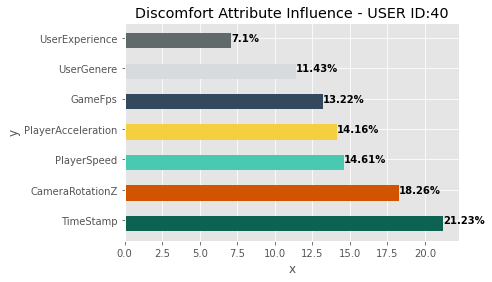 Discomfort Attribute Influence - USER ID:40
UserExperience 7.1%
UserGenere 11.43%
GameFps 13.22%
PlayerAcceleration 14.16%
PlayerSpeed 14.61%
CameraRotationZ 18.26%
TimeStamp 21.23%
y
0.0 2.5 5.0 7.5 10.0 12.5 15.0 17.5 20.0
x